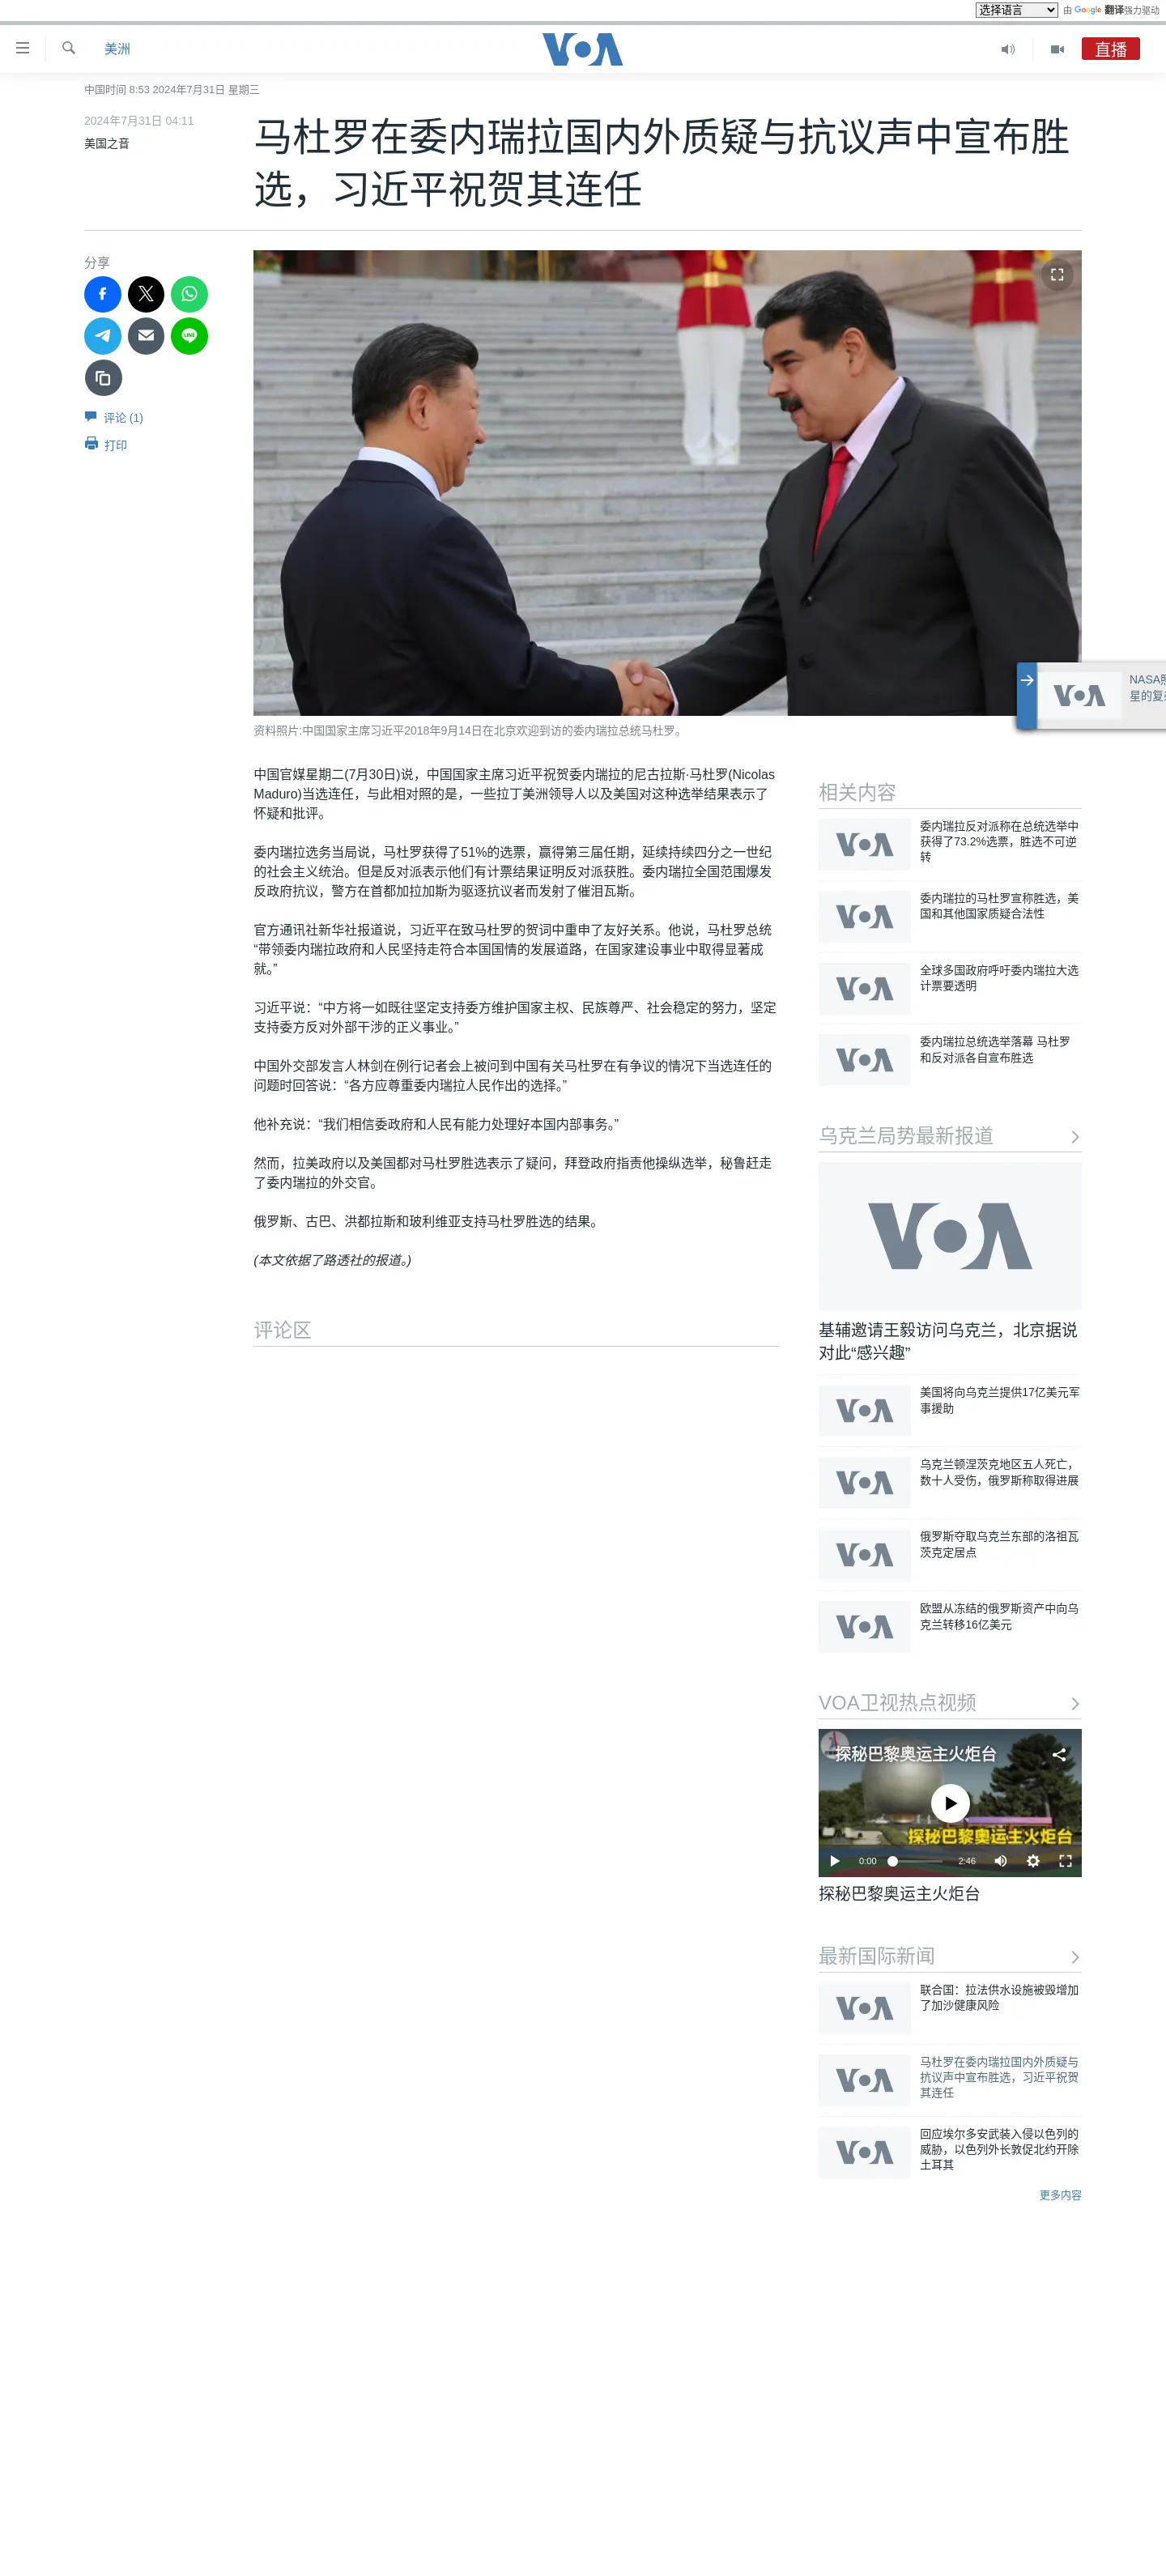 选择语言 由 Google 翻译强力驱动
美洲
VOA
直播
中国时间 8:53 2024年7月31日 星期三
2024年7月31日 04:11
美国之音
马杜罗在委内瑞拉国内外质疑与抗议声中宣布胜
选，习近平祝贺其连任
分享
LINE
评论 (1)
打印
NASA
VOA
资料照片:中国国家主席习近平2018年9月14日在北京欢迎到访的委内瑞拉总统马杜罗。
中国官媒星期二(7月30日)说，中国国家主席习近平祝贺委内瑞拉的尼古拉斯·马杜罗(Nicolas
Maduro)当选连任，与此相对照的是，一些拉丁美洲领导人以及美国对这种选举结果表示了
怀疑和批评。
委内瑞拉选务当局说，马杜罗获得了51%的选票，赢得第三届任期，延续持续四分之一世纪
的社会主义统治。但是反对派表示他们有计票结果证明反对派获胜。委内瑞拉全国范围爆发
反政府抗议，警方在首都加拉加斯为驱逐抗议者而发射了催泪瓦斯。
官方通讯社新华社报道说，习近平在致马杜罗的贺词中重申了友好关系。他说，马杜罗总统
“带领委内瑞拉政府和人民坚持走符合本国国情的发展道路，在国家建设事业中取得显著成
就。”
习近平说：“中方将一如既往坚定支持委方维护国家主权、民族尊严、社会稳定的努力，坚定
支持委方反对外部干涉的正义事业。”
中国外交部发言人林剑在例行记者会上被问到中国有关马杜罗在有争议的情况下当选连任的
问题时回答说：“各方应尊重委内瑞拉人民作出的选择。”
他补充说：“我们相信委政府和人民有能力处理好本国内部事务。”
然而，拉美政府以及美国都对马杜罗胜选表示了疑问，拜登政府指责他操纵选举，秘鲁赶走
了委内瑞拉的外交官。
俄罗斯、古巴、洪都拉斯和玻利维亚支持马杜罗胜选的结果。
(本文依据了路透社的报道。)
评论区
相关内容
VOA
委内瑞拉反对派称在总统选举中
获得了73.2%选票，胜选不可逆
转
VOA
委内瑞拉的马杜罗宣称胜选，美
国和其他国家质疑合法性
VOA
全球多国政府呼吁委内瑞拉大选
计票要透明
VOA
委内瑞拉总统选举落幕 马杜罗
和反对派各自宣布胜选
乌克兰局势最新报道
VOA
基辅邀请王毅访问乌克兰，北京据说
对此“感兴趣”
VOA
美国将向乌克兰提供17亿美元军
事援助
VOA
乌克兰顿涅茨克地区五人死亡，
数十人受伤，俄罗斯称取得进展
VOA
俄罗斯夺取乌克兰东部的洛祖瓦
茨克定居点
VOA
欧盟从冻结的俄罗斯资产中向乌
克兰转移16亿美元
VOA卫视热点视频
探秘巴黎奥运主火炬台
探秘巴黎奥运主火炬台
0:00 2:46
探秘巴黎奥运主火炬台
最新国际新闻
VOA
联合国：拉法供水设施被毁增加
了加沙健康风险
VOA
马杜罗在委内瑞拉国内外质疑与
抗议声中宣布胜选，习近平祝贺
其连任
VOA
回应埃尔多安武装入侵以色列的
威胁，以色列外长敦促北约开除
土耳其
更多内容